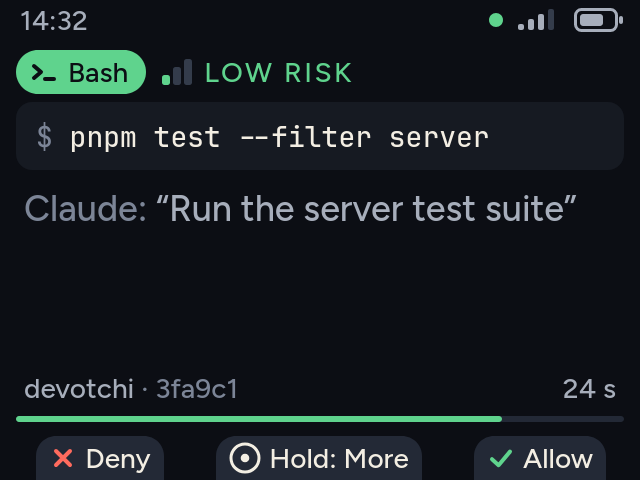 14:32
Bash LOW RISK
$ pnpm test --filter server
Claude: “Run the server test suite”
devotchi · 3fa9c1 24 s
Deny Hold: More Allow